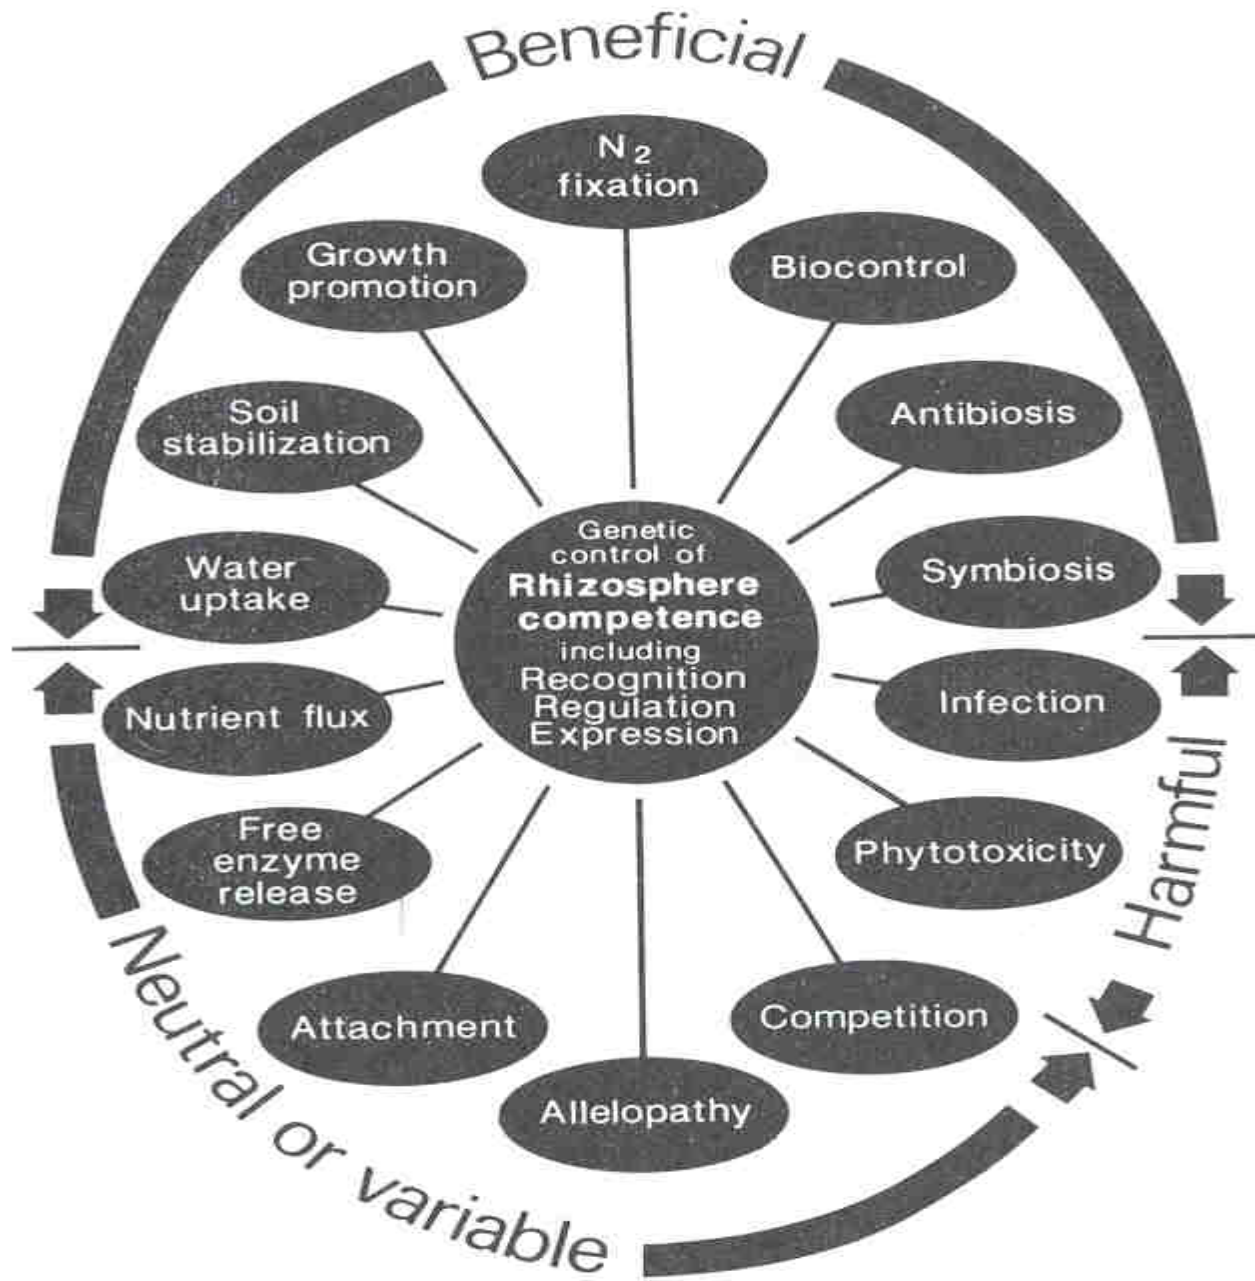 Beneficial
N₂
fixation
Growth
promotion
Biocontrol
Soil
stabilization
Antibiosis
Water
uptake
Symbiosis
Genetic
control of
Rhizosphere
competence
including
Recognition
Regulation
Expression
Nutrient flux
Infection
Free
enzyme
release
Phytotoxicity
Harmful
Attachment
Competition
Allelopathy
Neutral or variable